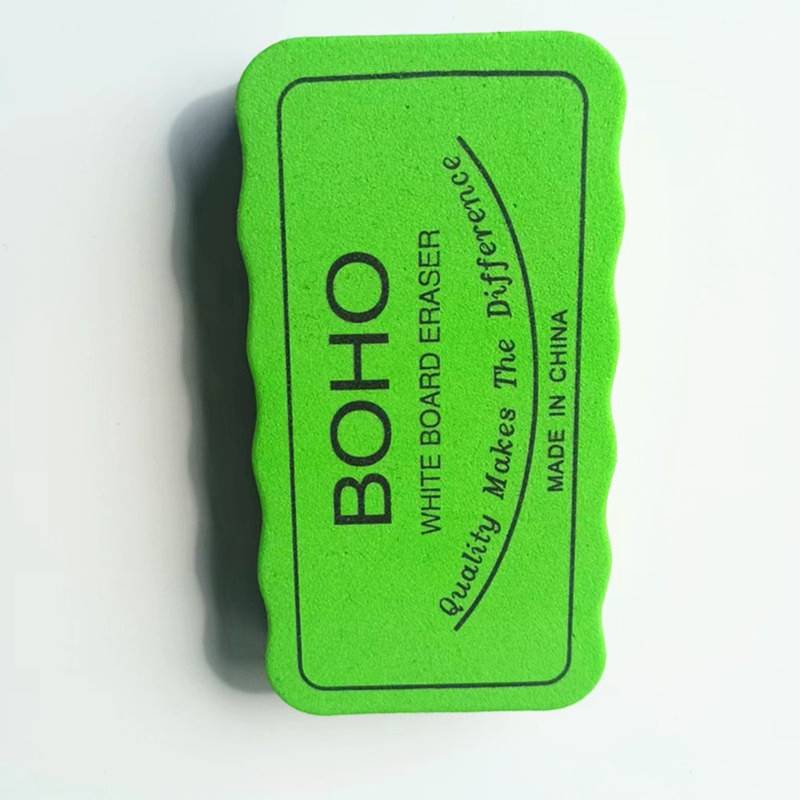 BOHO
WHITE BOARD ERASER
Quality Makes The Difference
MADE IN CHINA